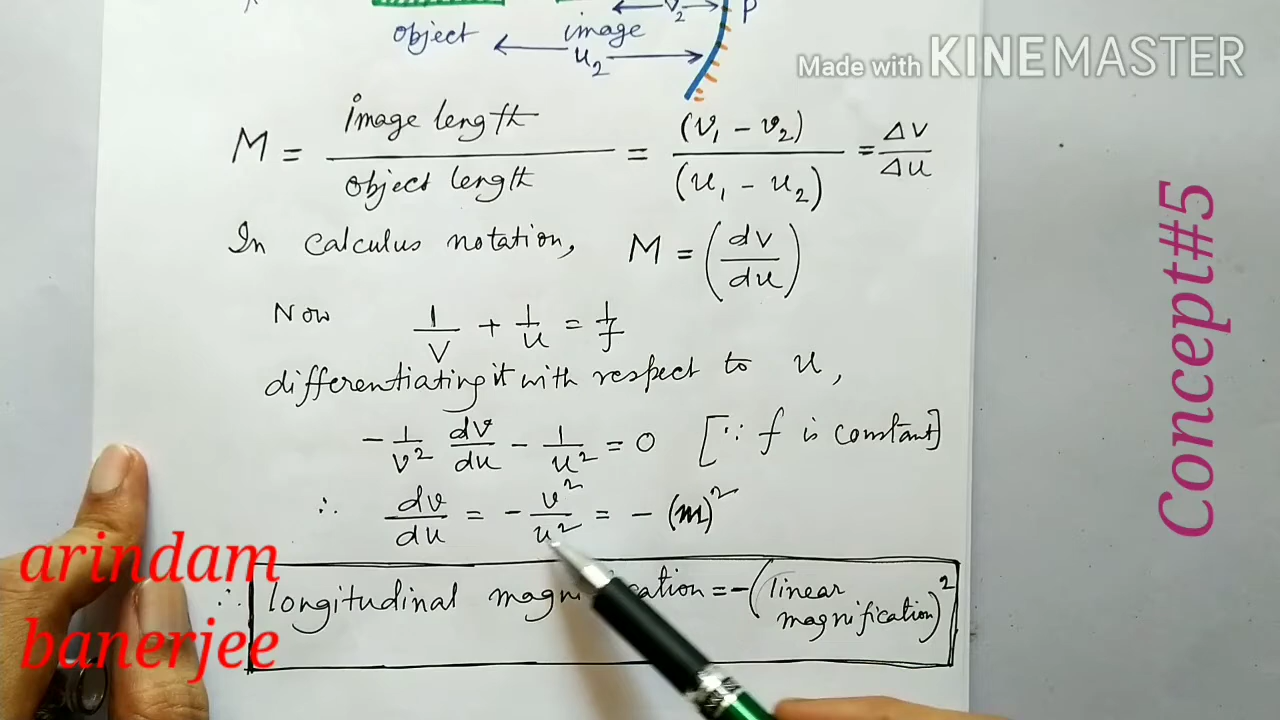 v₂
P
object
image
u₂
Made with KINEMASTER
M = image length / object length = (v₁ - v₂) / (u₁ - u₂) = Δv / Δu
In calculus notation, M = (dv/du)
Now 1/v + 1/u = 1/f
differentiating it with respect to u,
- 1/v² dv/du - 1/u² = 0 [∵ f is constant]
∴ dv/du = - v²/u² = - (m)²
∴ longitudinal magnification = - (linear magnification)²
Concept#5
arindam
banerjee